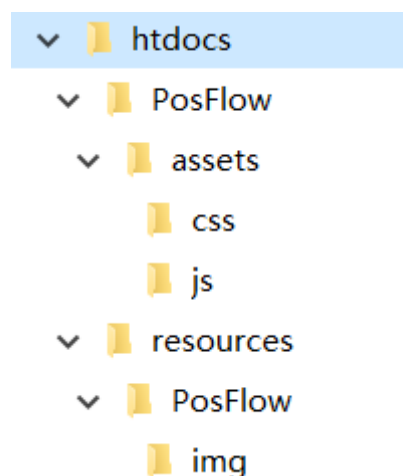 htdocs
PosFlow
assets
css
js
resources
PosFlow
img